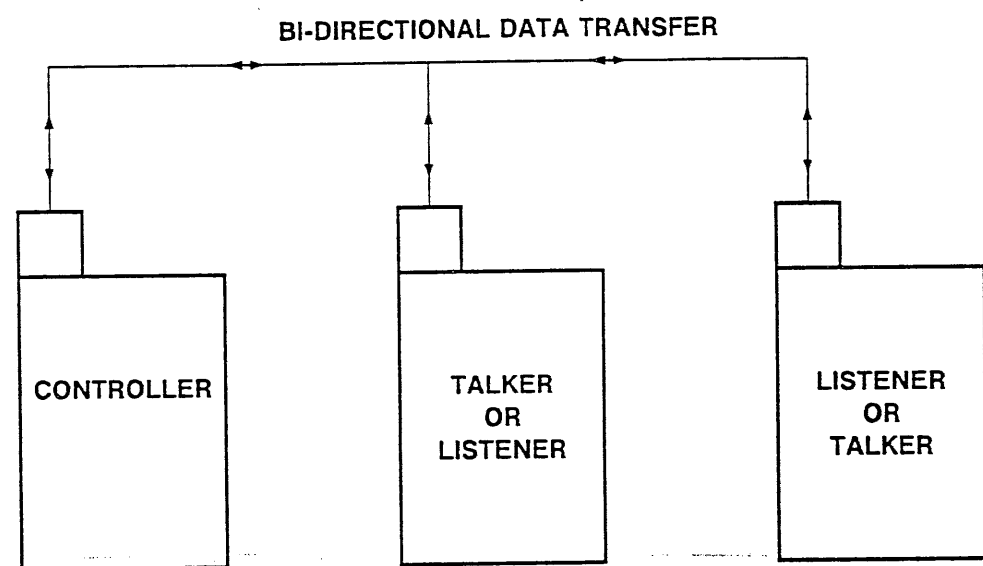 BI-DIRECTIONAL DATA TRANSFER
CONTROLLER
TALKER
OR
LISTENER
LISTENER
OR
TALKER